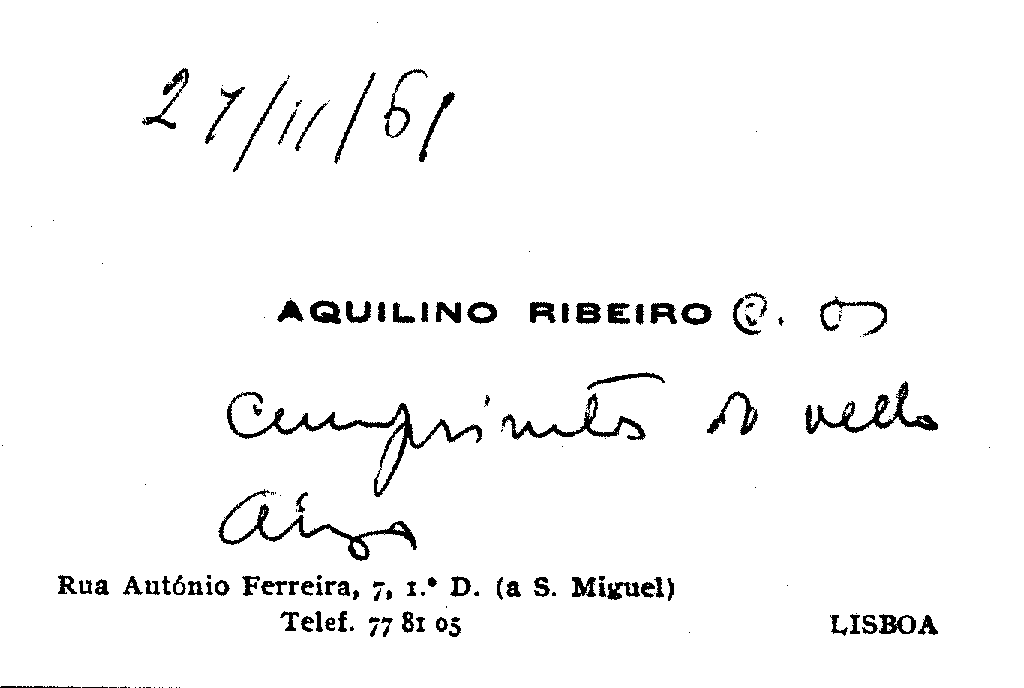 27/11/61
AQUILINO RIBEIRO C. os
Cumprimentos do velho
Amigo
Rua António Ferreira, 7, 1.º D. (a S. Miguel)
Telef. 77 81 05
LISBOA